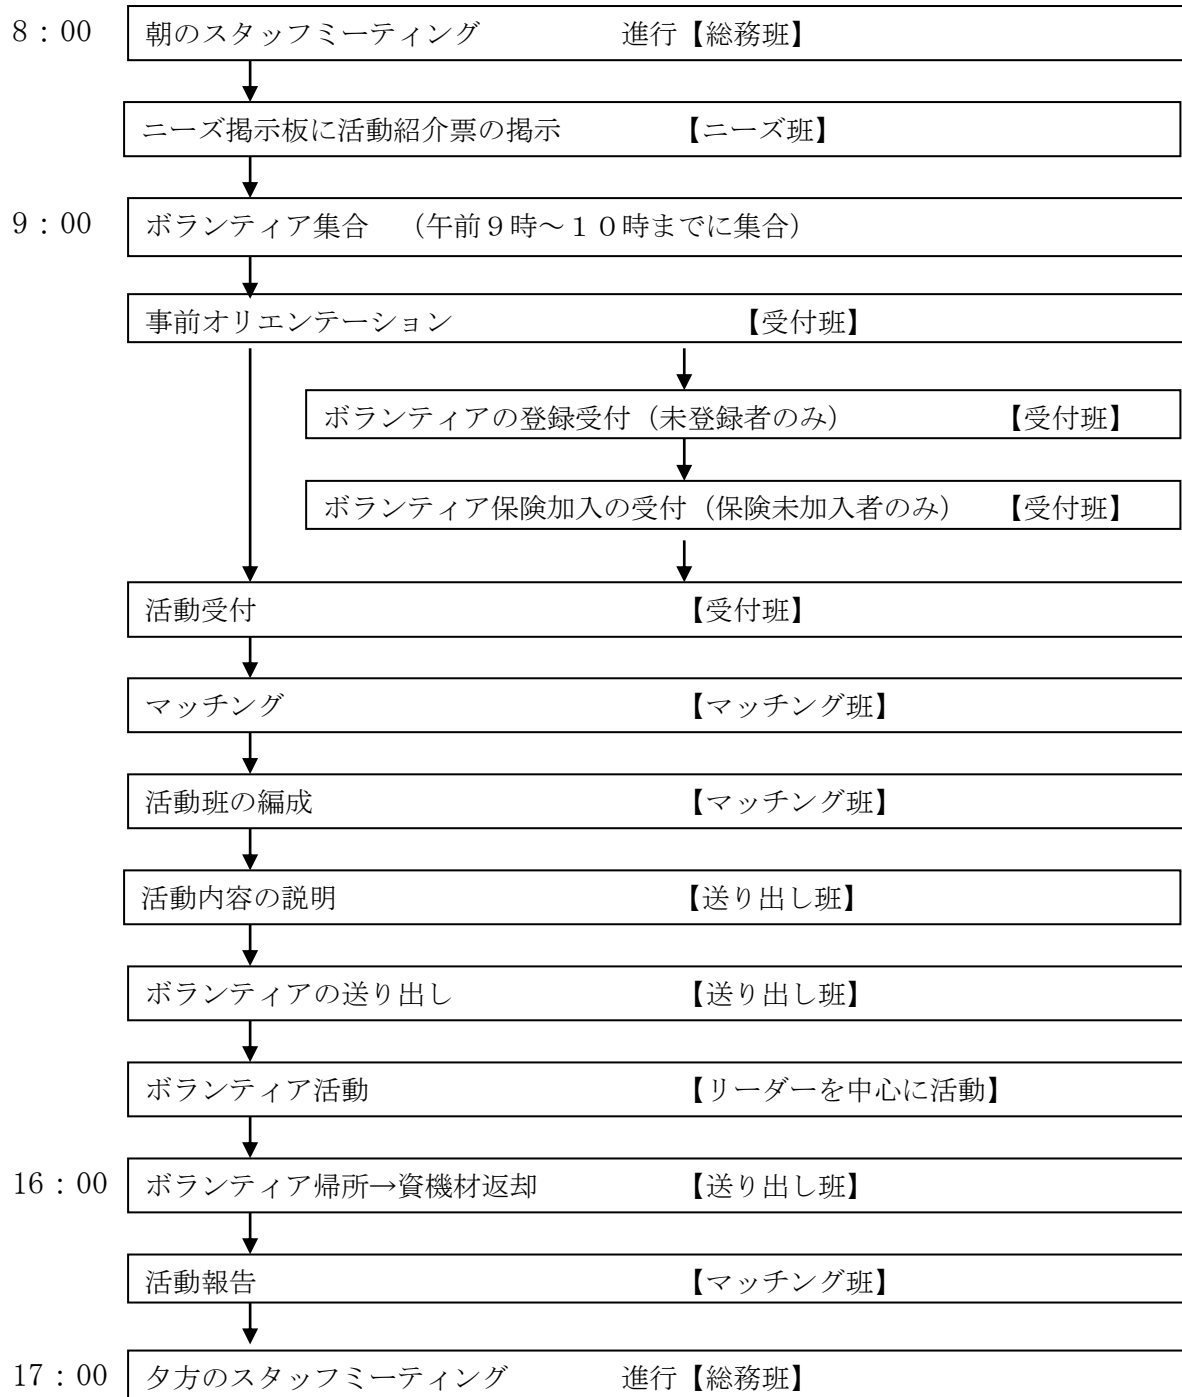 8：00 朝のスタッフミーティング 進行【総務班】
ニーズ掲示板に活動紹介票の掲示 【ニーズ班】
9：00 ボランティア集合 （午前９時～１０時までに集合）
事前オリエンテーション 【受付班】
ボランティアの登録受付（未登録者のみ） 【受付班】
ボランティア保険加入の受付（保険未加入者のみ） 【受付班】
活動受付 【受付班】
マッチング 【マッチング班】
活動班の編成 【マッチング班】
活動内容の説明 【送り出し班】
ボランティアの送り出し 【送り出し班】
ボランティア活動 【リーダーを中心に活動】
16：00 ボランティア帰所→資機材返却 【送り出し班】
活動報告 【マッチング班】
17：00 夕方のスタッフミーティング 進行【総務班】